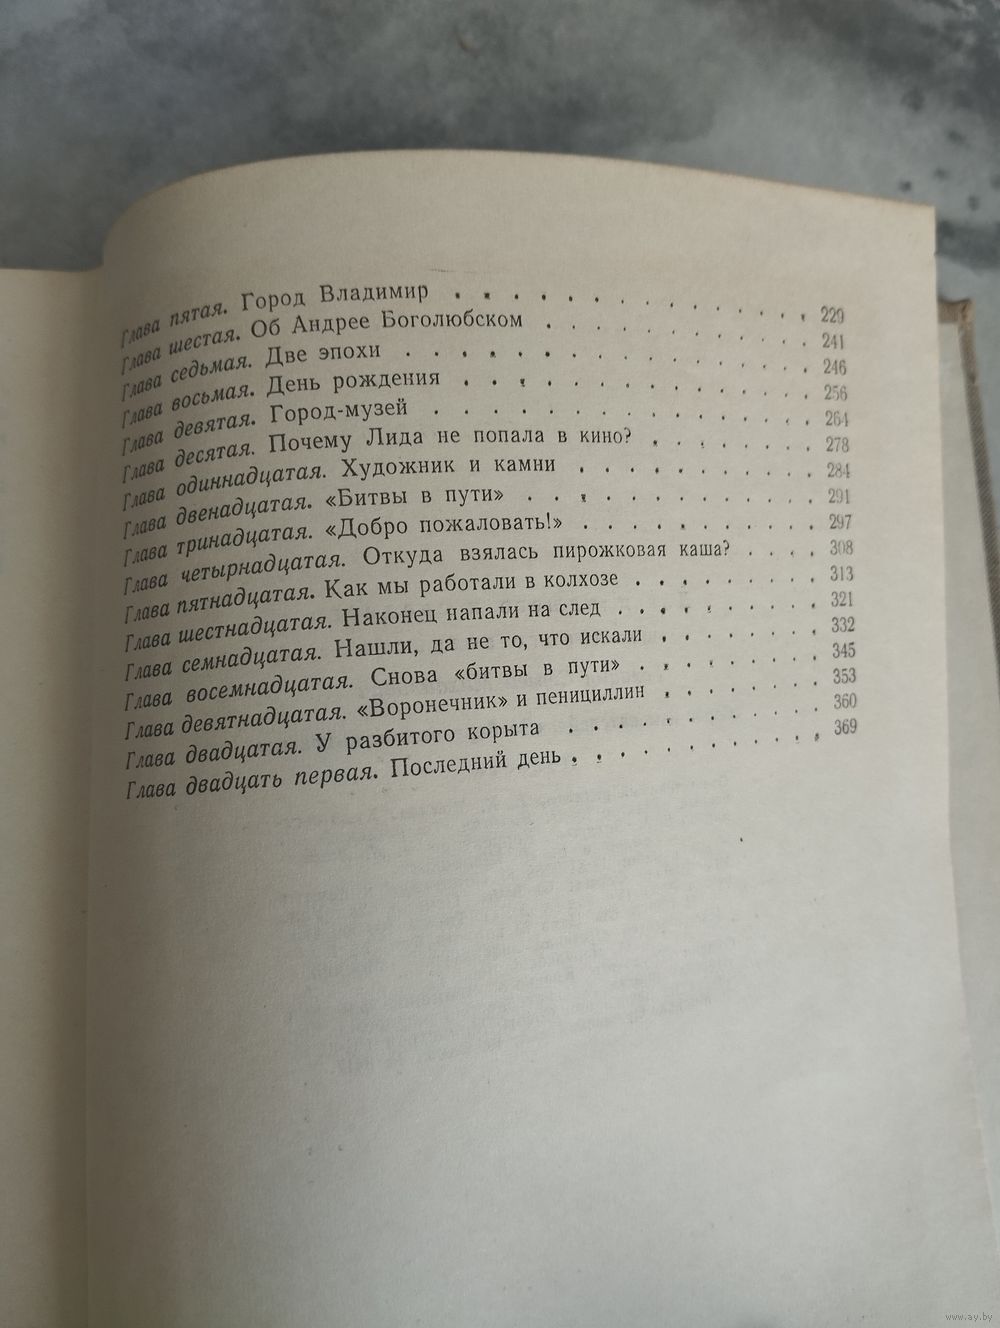 Глава пятая. Город Владимир . . . . . . . . . . . . . 229
Глава шестая. Об Андрее Боголюбском . . . . . . . . . . 241
Глава седьмая. Две эпохи . . . . . . . . . . . . . . 246
Глава восьмая. День рождения . . . . . . . . . . . . 256
Глава девятая. Город-музей . . . . . . . . . . . . . 264
Глава десятая. Почему Лида не попала в кино? . . . . . . . 278
Глава одиннадцатая. Художник и камни . . . . . . . . . 284
Глава двенадцатая. «Битвы в пути» . . . . . . . . . . . 291
Глава тринадцатая. «Добро пожаловать!» . . . . . . . . . 297
Глава четырнадцатая. Откуда взялась пирожковая каша? . . . . 308
Глава пятнадцатая. Как мы работали в колхозе . . . . . . . . 313
Глава шестнадцатая. Наконец напали на след . . . . . . . . . 321
Глава семнадцатая. Нашли, да не то, что искали . . . . . . . 332
Глава восемнадцатая. Снова «битвы в пути» . . . . . . . . 345
Глава девятнадцатая. «Воронечник» и пенициллин . . . . . . . 353
Глава двадцатая. У разбитого корыта . . . . . . . . . . 360
Глава двадцать первая. Последний день . . . . . . . . . . 369
www.ay.by